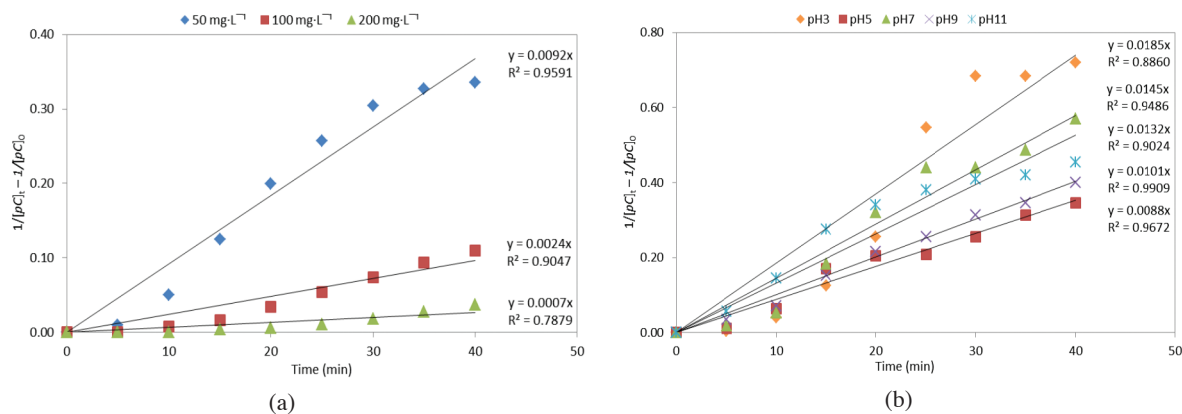 50 mg·L⁻¹ 100 mg·L⁻¹ 200 mg·L⁻¹
0.40
0.30
0.20
0.10
0.00
0 10 20 30 40 50
1/[pC]t – 1/[pC]O
Time (min)
y = 0.0092x
R² = 0.9591
y = 0.0024x
R² = 0.9047
y = 0.0007x
R² = 0.7879
(a)
pH3 pH5 pH7 pH9 pH11
0.80
0.60
0.40
0.20
0.00
0 10 20 30 40 50
1/[pC]t – 1/[pC]O
Time (min)
y = 0.0185x
R² = 0.8860
y = 0.0145x
R² = 0.9486
y = 0.0132x
R² = 0.9024
y = 0.0101x
R² = 0.9909
y = 0.0088x
R² = 0.9672
(b)